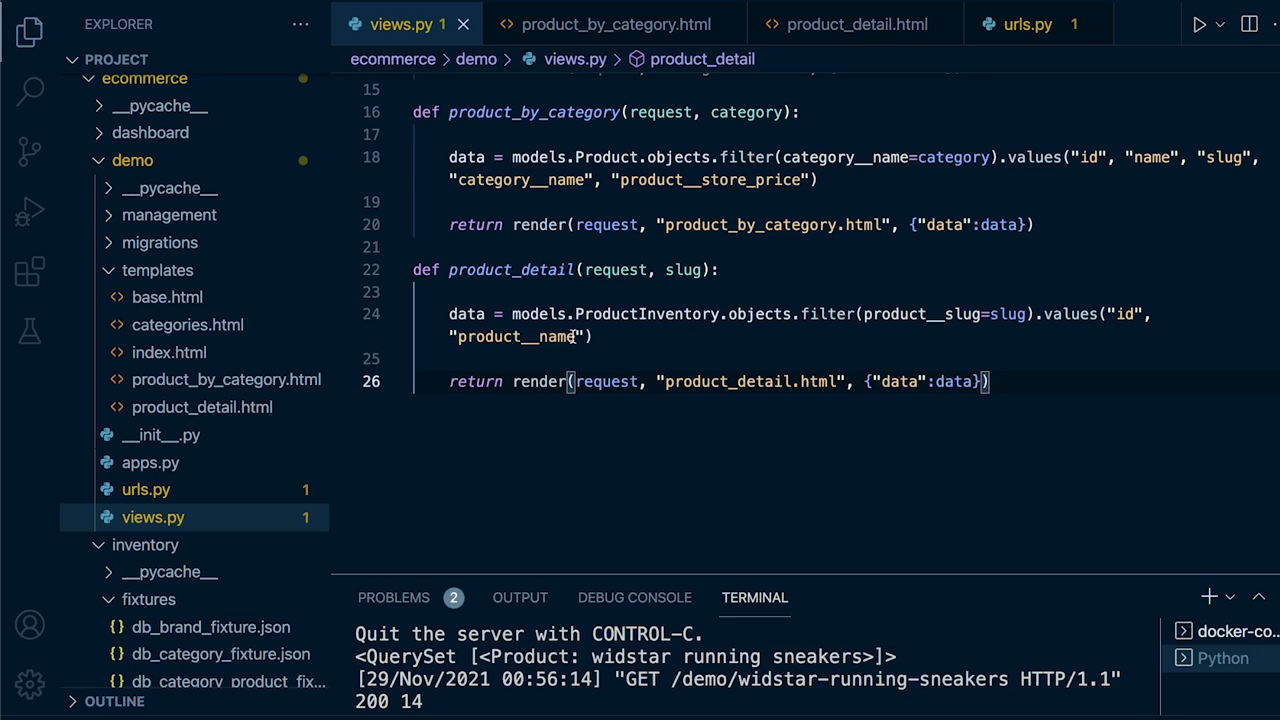 EXPLORER
views.py 1
product_by_category.html
product_detail.html
urls.py 1
PROJECT
ecommerce > demo > views.py > product_detail
ecommerce
__pycache__
dashboard
demo
__pycache__
management
migrations
templates
base.html
categories.html
index.html
product_by_category.html
product_detail.html
__init__.py
apps.py
urls.py 1
views.py 1
inventory
__pycache__
fixtures
db_brand_fixture.json
db_category_fixture.json
db_category_product_fix...
OUTLINE
15
16 def product_by_category(request, category):
17
18 data = models.Product.objects.filter(category__name=category).values("id", "name", "slug",
"category__name", "product__store_price")
19
20 return render(request, "product_by_category.html", {"data":data})
21
22 def product_detail(request, slug):
23
24 data = models.ProductInventory.objects.filter(product__slug=slug).values("id",
"product__name")
25
26 return render(request, "product_detail.html", {"data":data})
PROBLEMS 2 OUTPUT DEBUG CONSOLE TERMINAL
Quit the server with CONTROL-C.
<QuerySet [<Product: widstar running sneakers>]>
[29/Nov/2021 00:56:14] "GET /demo/widstar-running-sneakers HTTP/1.1"
200 14
docker-co...
Python